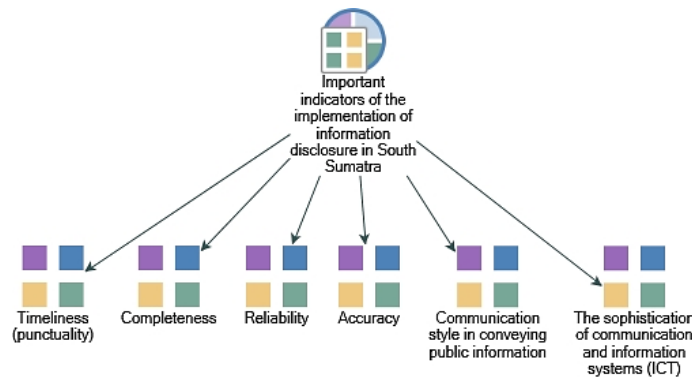 Important
indicators of the
implementation of
information
disclosure in South
Sumatra
Timeliness
(punctuality)
Completeness
Reliability
Accuracy
Communication
style in conveying
public information
The sophistication
of communication
and information
systems (ICT)